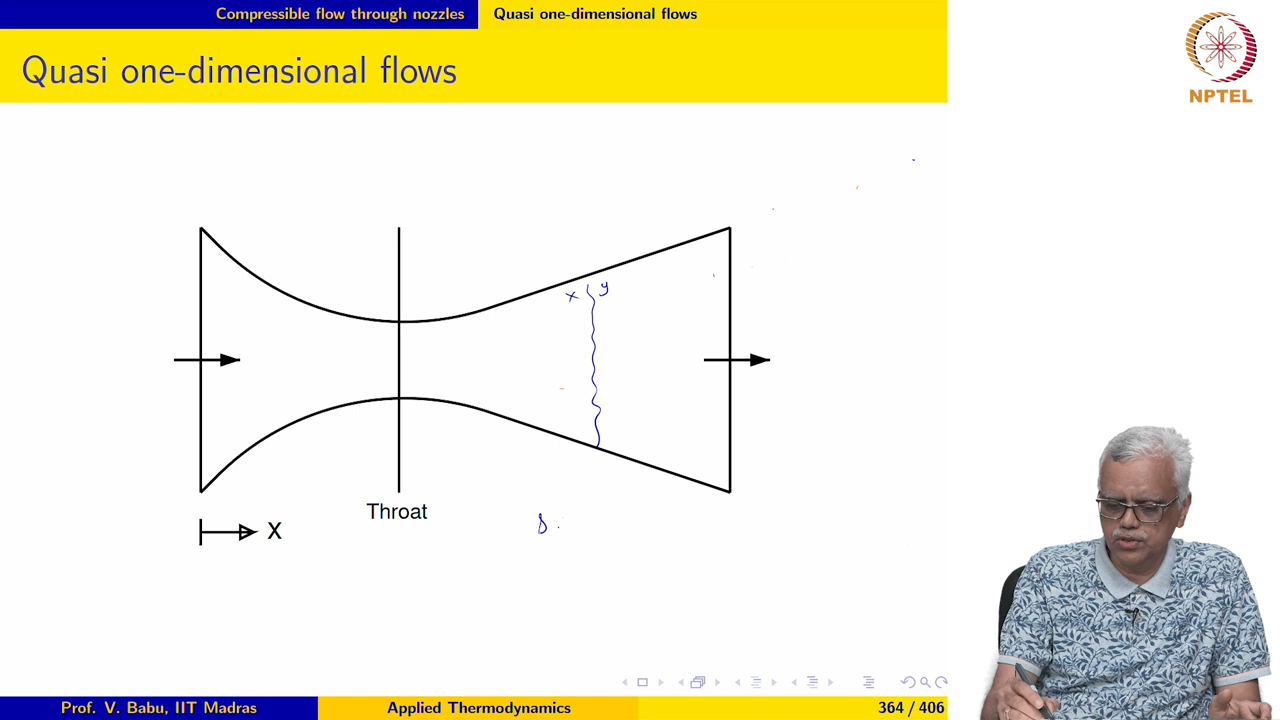 Compressible flow through nozzles Quasi one-dimensional flows
Quasi one-dimensional flows
NPTEL
x y
Throat
X
Prof. V. Babu, IIT Madras Applied Thermodynamics 364 / 406